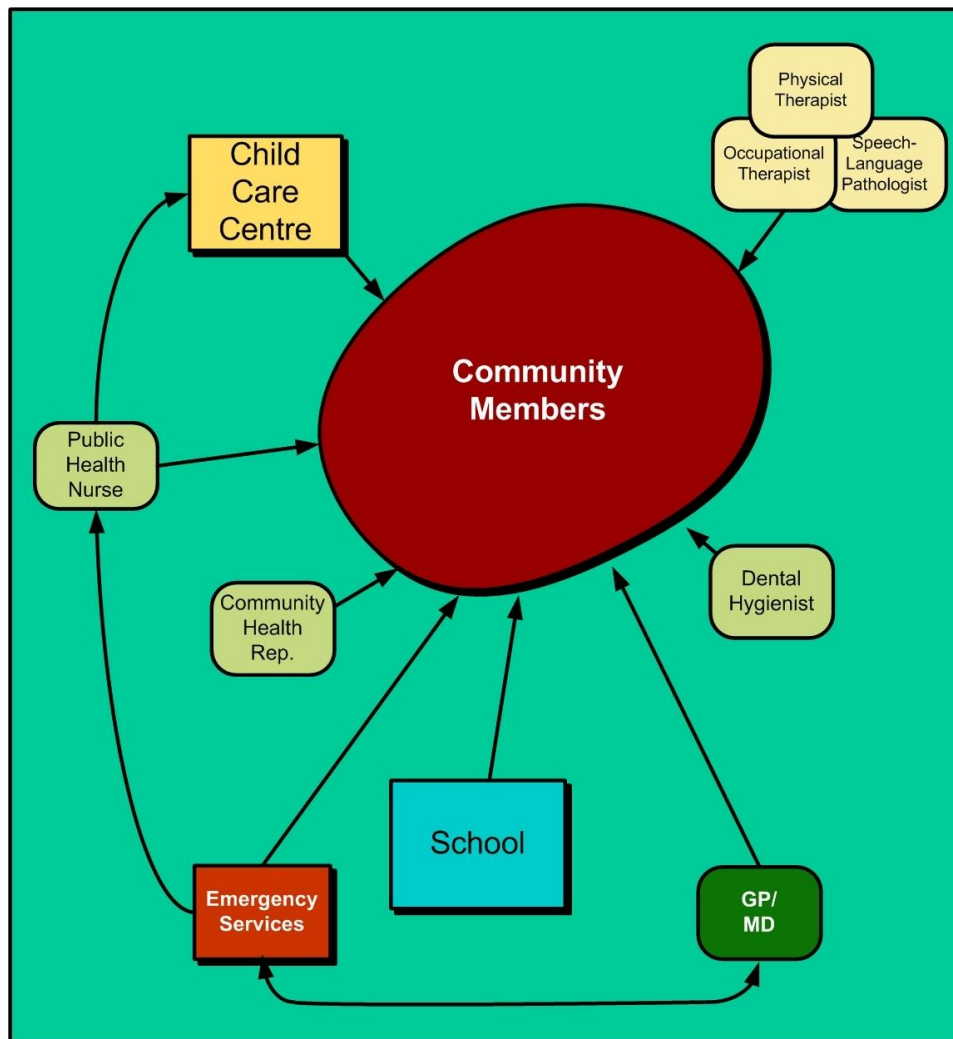 Physical
Therapist
Occupational
Therapist
Speech-
Language
Pathologist
Child
Care
Centre
Community
Members
Public
Health
Nurse
Community
Health
Rep.
Dental
Hygienist
School
Emergency
Services
GP/
MD